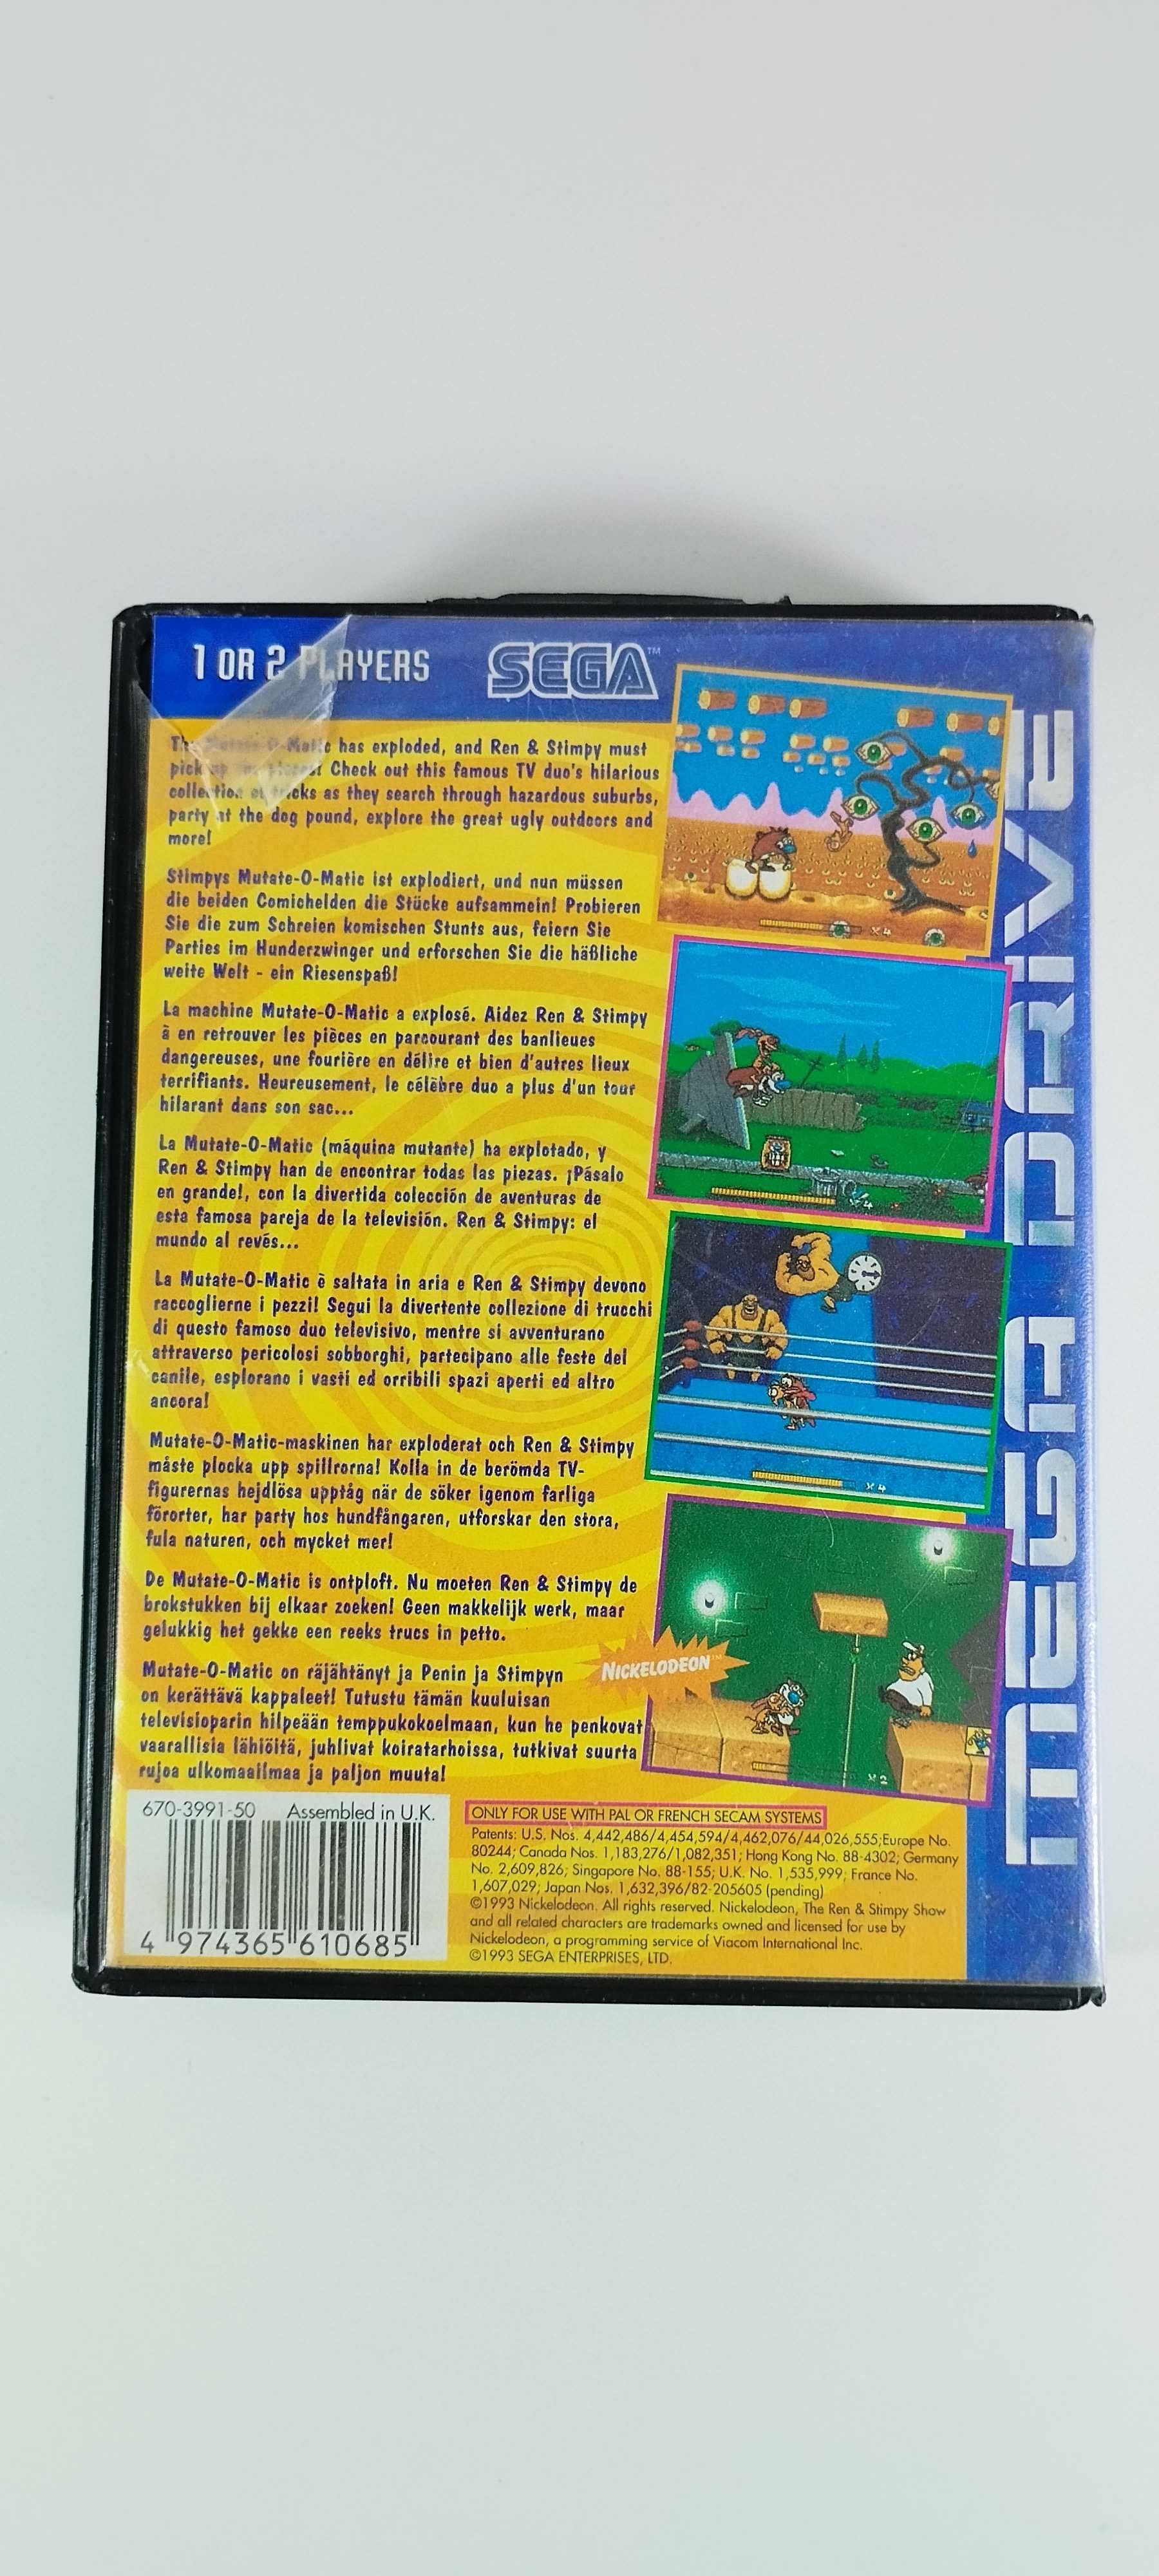 1 OR 2 PLAYERS
SEGA™
The Mutate-O-Matic has exploded, and Ren & Stimpy must
pick up Check out this famous TV duo's hilarious
collection of tricks as they search through hazardous suburbs,
party at the dog pound, explore the great ugly outdoors and
more!
Stimpys Mutate-O-Matic ist explodiert, und nun müssen
die beiden Comichelden die Stücke aufsammeln! Probieren
Sie die zum Schreien komischen Stunts aus, feiern Sie
Parties im Hunderzwinger und erforschen Sie die häßliche
weite Welt - ein Riesenspaß!
La machine Mutate-O-Matic a explosé. Aidez Ren & Stimpy
à en retrouver les pièces en parcourant des banlieues
dangereuses, une fourière en délire et bien d'autres lieux
terrifiants. Heureusement, le célèbre duo a plus d'un tour
hilarant dans son sac...
La Mutate-O-Matic (máquina mutante) ha explotado, y
Ren & Stimpy han de encontrar todas las piezas. ¡Pásalo
en grande!, con la divertida colección de aventuras de
esta famosa pareja de la televisión. Ren & Stimpy: el
mundo al revés...
La Mutate-O-Matic è saltata in aria e Ren & Stimpy devono
raccoglierne i pezzi! Segui la divertente collezione di trucchi
di questo famoso duo televisivo, mentre si avventurano
attraverso pericolosi sobborghi, partecipano alle feste del
canile, esplorano i vasti ed orribili spazi aperti ed altro
ancora!
Mutate-O-Matic-maskinen har exploderat och Ren & Stimpy
måste plocka upp spillrorna! Kolla in de berömda TV-
figurernas hejdlösa upptåg när de söker igenom farliga
förorter, har party hos hundfångaren, utforskar den stora,
fula naturen, och mycket mer!
De Mutate-O-Matic is ontploft. Nu moeten Ren & Stimpy de
brokstukken bij elkaar zoeken! Geen makkelijk werk, maar
gelukkig het gekke een reeks trucs in petto.
Mutate-O-Matic on räjähtänyt ja Penin ja Stimpyn
on kerättävä kappaleet! Tutustu tämän kuuluisan
televisioparin hilpeään temppukokoelmaan, kun he penkovat
vaarallisia lähiöitä, juhlivat koiratarhoissa, tutkivat suurta
rujoa ulkomaailmaa ja paljon muuta!
x4
x4
x4
x2
NICKELODEON™
MEGA DRIVE
670-3991-50 Assembled in U.K.
4 974365 610685
ONLY FOR USE WITH PAL OR FRENCH SECAM SYSTEMS
Patents: U.S. Nos. 4,442,486/4,454,594/4,462,076/44,026,555;Europe No.
80244; Canada Nos. 1,183,276/1,082,351; Hong Kong No. 88-4302; Germany
No. 2,609,826; Singapore No. 88-155; U.K. No. 1,535,999; France No.
1,607,029; Japan Nos. 1,632,396/82-205605 (pending)
©1993 Nickelodeon. All rights reserved. Nickelodeon, The Ren & Stimpy Show
and all related characters are trademarks owned and licensed for use by
Nickelodeon, a programming service of Viacom International Inc.
©1993 SEGA ENTERPRISES, LTD.